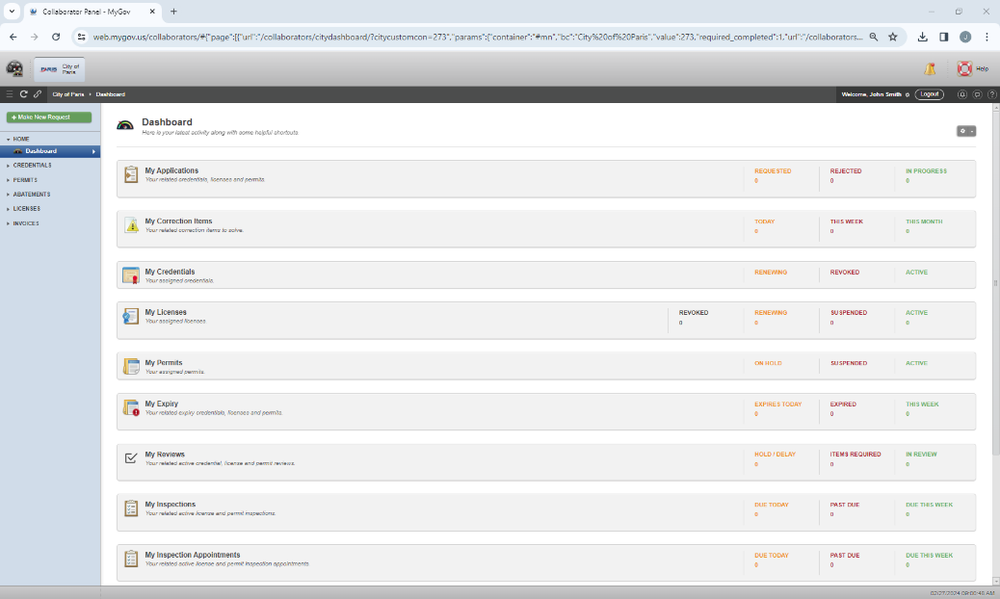 Collaborator Panel - MyGov
web.mygov.us/collaborators/#{"page":[{"url":"/collaborators/citydashboard/?citycustomcon=273","params":{"container":"#mn","bc":"City%20of%20Paris","value":273,"required_completed":1,"url":"/collaborators...
J
PARIS
City of
Paris
Help
City of Paris
Dashboard
Welcome, John Smith
Logout
+ Make New Request
HOME
Dashboard
CREDENTIALS
PERMITS
ABATEMENTS
LICENSES
INVOICES
Dashboard
Here is your latest activity along with some helpful shortcuts.
My Applications
Your related credentials, licenses and permits.
REQUESTED REJECTED IN PROGRESS
0 0 0
My Correction Items
Your related correction items to solve.
TODAY THIS WEEK THIS MONTH
0 0 0
My Credentials
Your assigned credentials.
RENEWING REVOKED ACTIVE
My Licenses
Your assigned licenses.
REVOKED RENEWING SUSPENDED ACTIVE
0 0 0 0
My Permits
Your assigned permits.
ON HOLD SUSPENDED ACTIVE
My Expiry
Your related expiry credentials, licenses and permits.
EXPIRES TODAY EXPIRED THIS WEEK
0 0 0
My Reviews
Your related active credential, license and permit reviews.
HOLD / DELAY ITEMS REQUIRED IN REVIEW
0 0 0
My Inspections
Your related active license and permit inspections.
DUE TODAY PAST DUE DUE THIS WEEK
0 0 0
My Inspection Appointments
Your related active license and permit inspection appointments.
DUE TODAY PAST DUE DUE THIS WEEK
0 0 0